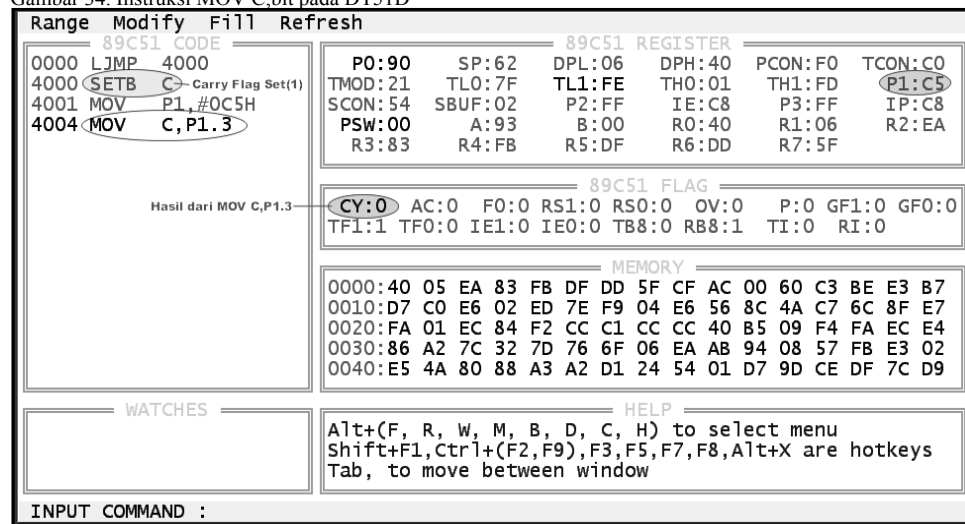 Gambar 54. Instruksi MOV C,bit pada DT51D
Range Modify Fill Refresh
89C51 CODE
0000 LJMP 4000
4000 SETB C Carry Flag Set(1)
4001 MOV P1,#0C5H
4004 MOV C,P1.3
Hasil dari MOV C,P1.3
89C51 REGISTER
P0:90 SP:62 DPL:06 DPH:40 PCON:F0 TCON:C0
TMOD:21 TL0:7F TL1:FE TH0:01 TH1:FD P1:C5
SCON:54 SBUF:02 P2:FF IE:C8 P3:FF IP:C8
PSW:00 A:93 B:00 R0:40 R1:06 R2:EA
R3:83 R4:FB R5:DF R6:DD R7:5F
89C51 FLAG
CY:0 AC:0 F0:0 RS1:0 RS0:0 OV:0 P:0 GF1:0 GF0:0
TF1:1 TF0:0 IE1:0 IE0:0 TB8:0 RB8:1 TI:0 RI:0
MEMORY
0000:40 05 EA 83 FB DF DD 5F CF AC 00 60 C3 BE E3 B7
0010:D7 C0 E6 02 ED 7E F9 04 E6 56 8C 4A C7 6C 8F E7
0020:FA 01 EC 84 F2 CC C1 CC CC 40 B5 09 F4 FA EC E4
0030:86 A2 7C 32 7D 76 6F 06 EA AB 94 08 57 FB E3 02
0040:E5 4A 80 88 A3 A2 D1 24 54 01 D7 9D CE DF 7C D9
WATCHES
HELP
Alt+(F, R, W, M, B, D, C, H) to select menu
Shift+F1,Ctrl+(F2,F9),F3,F5,F7,F8,Alt+X are hotkeys
Tab, to move between window
INPUT COMMAND :